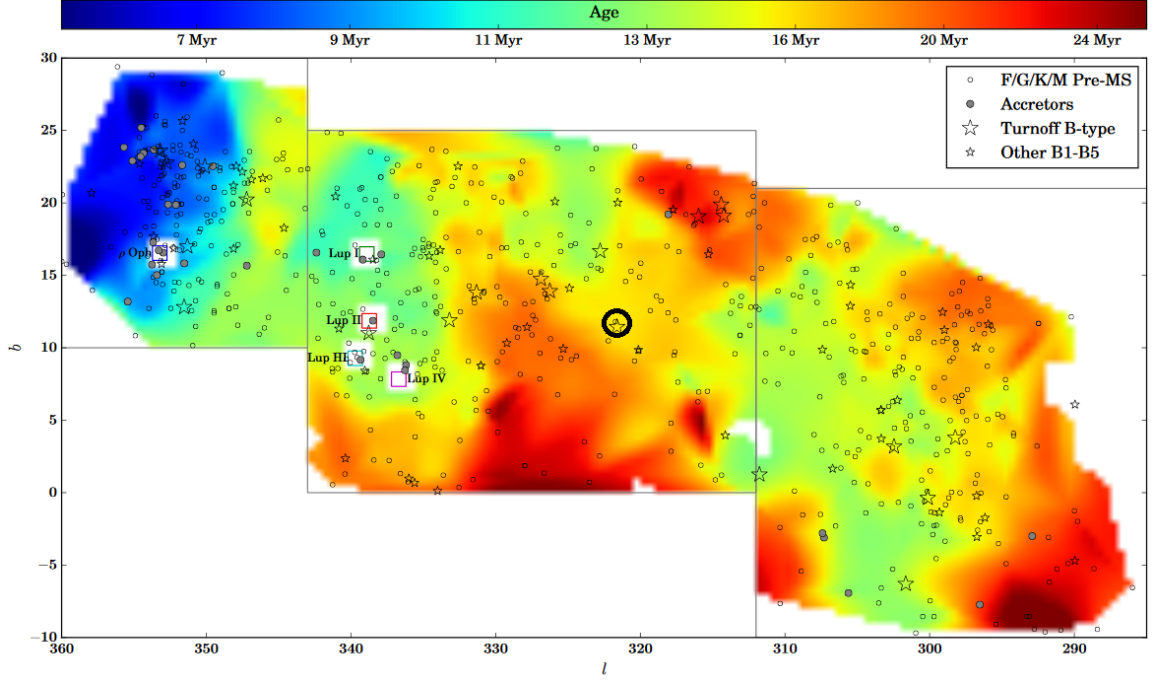 Age
7 Myr 9 Myr 11 Myr 13 Myr 16 Myr 20 Myr 24 Myr
30
F/G/K/M Pre-MS
Accretors
Turnoff B-type
Other B1-B5
25
20
ρ Oph
Lup I
15
Lup II
b
10
Lup III
Lup IV
5
0
−5
−10
360 350 340 330 320 310 300 290
l